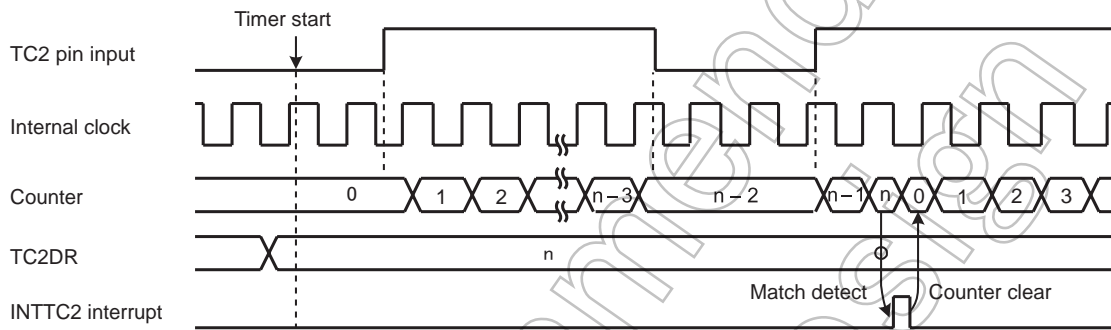 Timer start
TC2 pin input
Internal clock
Counter 0 1 2 n – 3 n – 2 n – 1 n 0 1 2 3
TC2DR n
Match detect Counter clear
INTTC2 interrupt